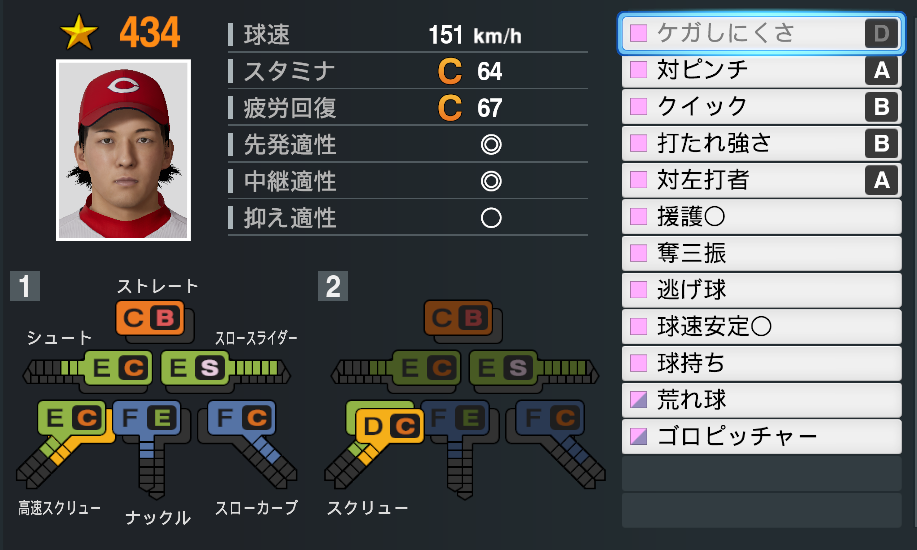 434
球速 151 km/h
スタミナ C 64
疲労回復 C 67
先発適性 ◎
中継適性 ◎
抑え適性 ○
ケガしにくさ D
対ピンチ A
クイック B
打たれ強さ B
対左打者 A
援護○
奪三振
逃げ球
球速安定○
球持ち
荒れ球
ゴロピッチャー
C
1
ストレート
C B
シュート
スロースライダー
E C
E S
E C
F E
F C
高速スクリュー
ナックル
スローカーブ
2
C B
E C
E S
D C
F E
F C
スクリュー